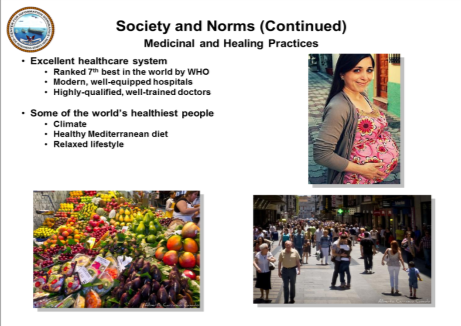 Society and Norms (Continued)
Medicinal and Healing Practices
• Excellent healthcare system
• Ranked 7th best in the world by WHO
• Modern, well-equipped hospitals
• Highly-qualified, well-trained doctors
• Some of the world's healthiest people
• Climate
• Healthy Mediterranean diet
• Relaxed lifestyle